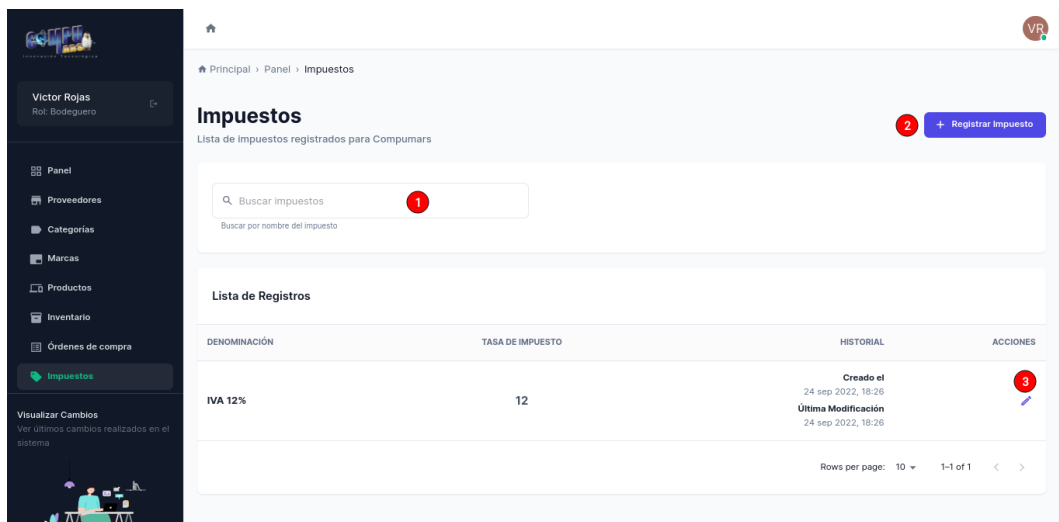 COMPU
MARS
Innovación Tecnológica
VR
Victor Rojas
Rol: Bodeguero
Principal › Panel › Impuestos
Impuestos
Lista de impuestos registrados para Compumars
2
+ Registrar Impuesto
Panel
Proveedores
Categorías
Marcas
Productos
Inventario
Órdenes de compra
Impuestos
Visualizar Cambios
Ver últimos cambios realizados en el
sistema
Buscar impuestos
1
Buscar por nombre del impuesto
Lista de Registros
DENOMINACIÓN TASA DE IMPUESTO HISTORIAL ACCIONES
Creado el
3
24 sep 2022, 18:26
IVA 12% 12
Última Modificación
24 sep 2022, 18:26
Rows per page: 10 1–1 of 1